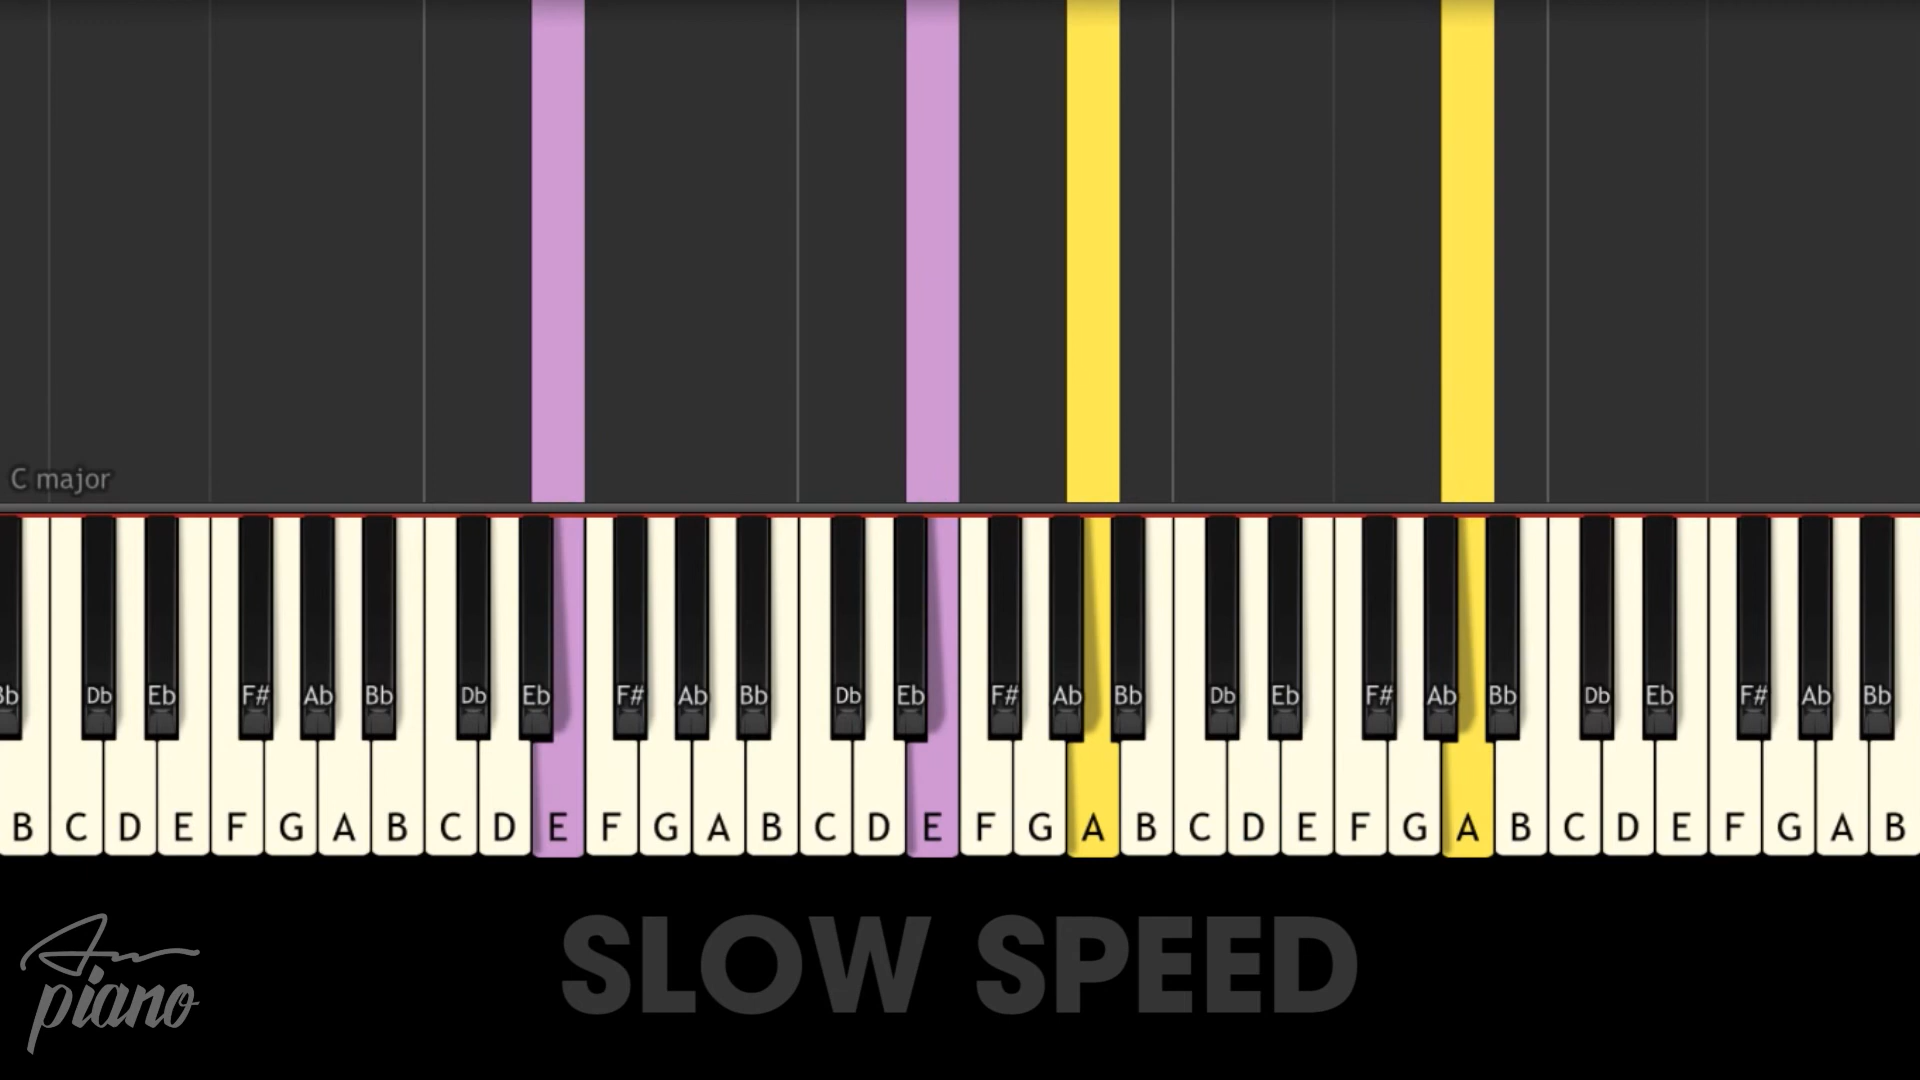 C major
Bb Db Eb F# Ab Bb Db Eb F# Ab Bb Db Eb F# Ab Bb Db Eb F# Ab Bb Db Eb F# Ab Bb
B C D E F G A B C D E F G A B C D E F G A B C D E F G A B C D E F G A B
SLOW SPEED
An
piano